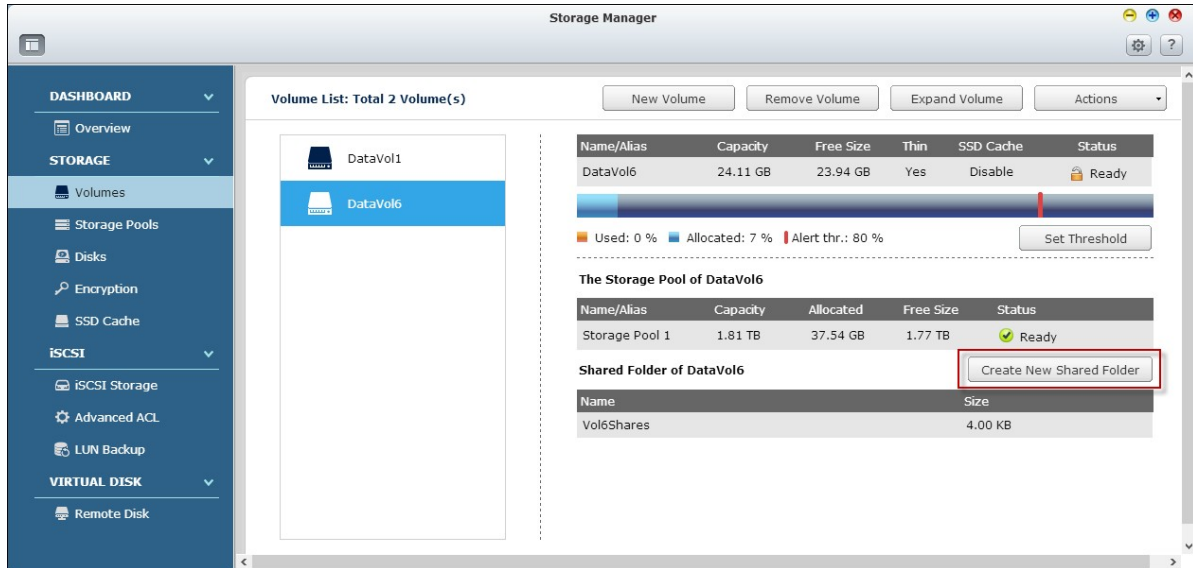 Storage Manager
?
DASHBOARD
Overview
STORAGE
Volumes
Storage Pools
Disks
Encryption
SSD Cache
iSCSI
iSCSI Storage
Advanced ACL
LUN Backup
VIRTUAL DISK
Remote Disk
Volume List: Total 2 Volume(s)
New Volume
Remove Volume
Expand Volume
Actions
DataVol1
DataVol6
Name/Alias Capacity Free Size Thin SSD Cache Status
DataVol6 24.11 GB 23.94 GB Yes Disable Ready
Used: 0 % Allocated: 7 % Alert thr.: 80 %
Set Threshold
The Storage Pool of DataVol6
Name/Alias Capacity Allocated Free Size Status
Storage Pool 1 1.81 TB 37.54 GB 1.77 TB Ready
Shared Folder of DataVol6
Create New Shared Folder
Name Size
Vol6Shares 4.00 KB